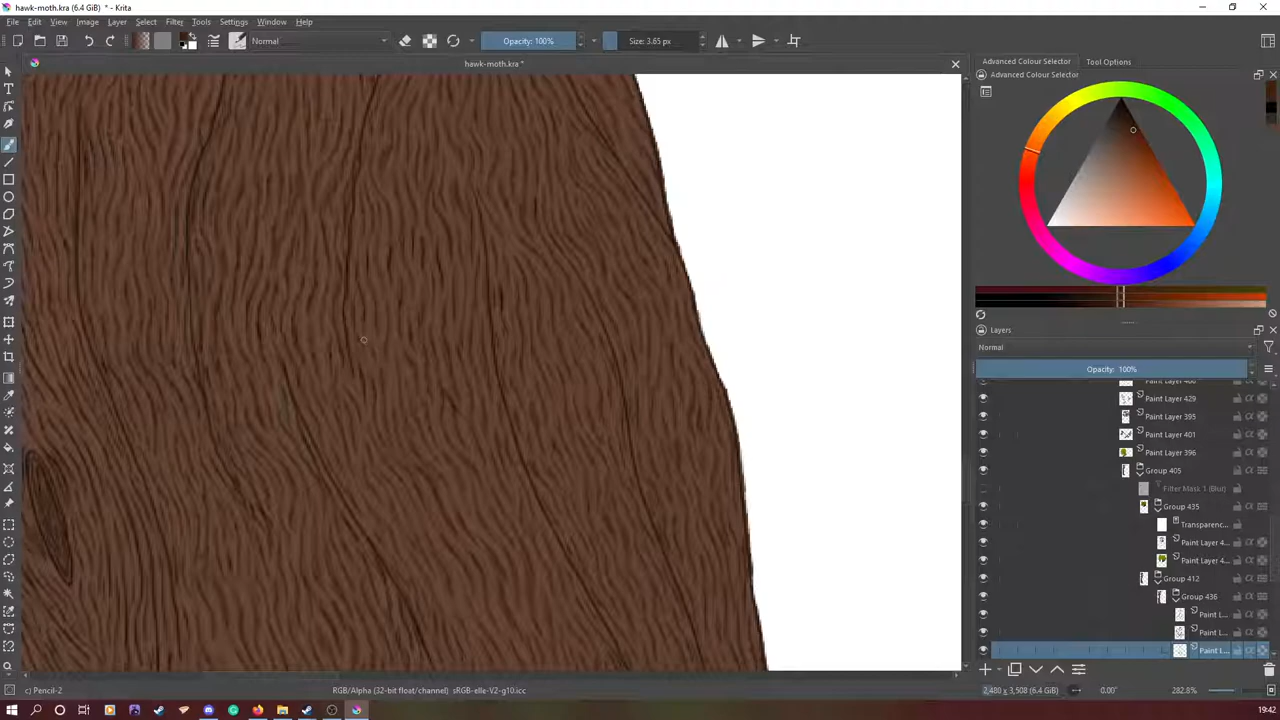 hawk-moth.kra (6.4 GiB) * - Krita
File Edit View Image Layer Select Filter Tools Settings Window Help
Normal
Opacity: 100%
Size: 3.65 px
hawk-moth.kra *
Advanced Colour Selector
Tool Options
Advanced Colour Selector
Layers
Normal
Opacity: 100%
Paint Layer 429
Paint Layer 395
Paint Layer 401
Paint Layer 396
Group 405
Filter Mask 1 (Blur)
Group 435
Transparenc...
Paint Layer 4...
Paint Layer 4...
Group 412
Group 436
Paint L...
Paint L...
Paint L...
c) Pencil-2
RGB/Alpha (32-bit float/channel) sRGB-elle-V2-g10.icc
2,480 x 3,508 (6.4 GiB)
0.00°
282.8%
19:42